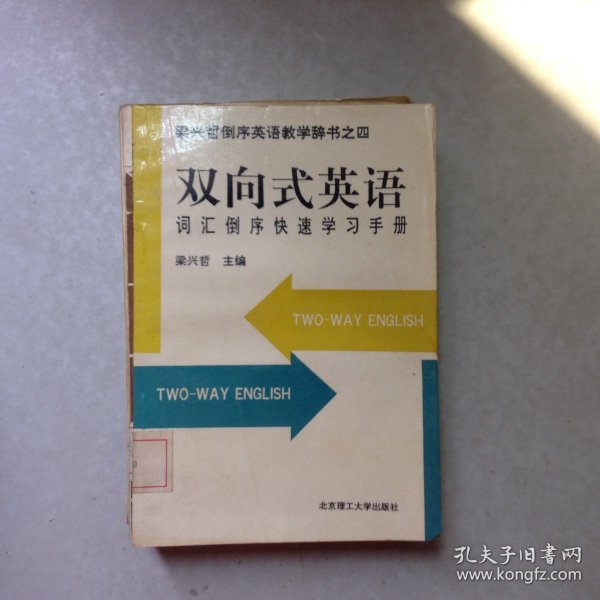 梁兴哲倒序英语教学辞书之四
双向式英语
词汇倒序快速学习手册
梁兴哲 主编
TWO-WAY ENGLISH
TWO-WAY ENGLISH
北京理工大学出版社
孔夫子旧书网
www.kongfz.com